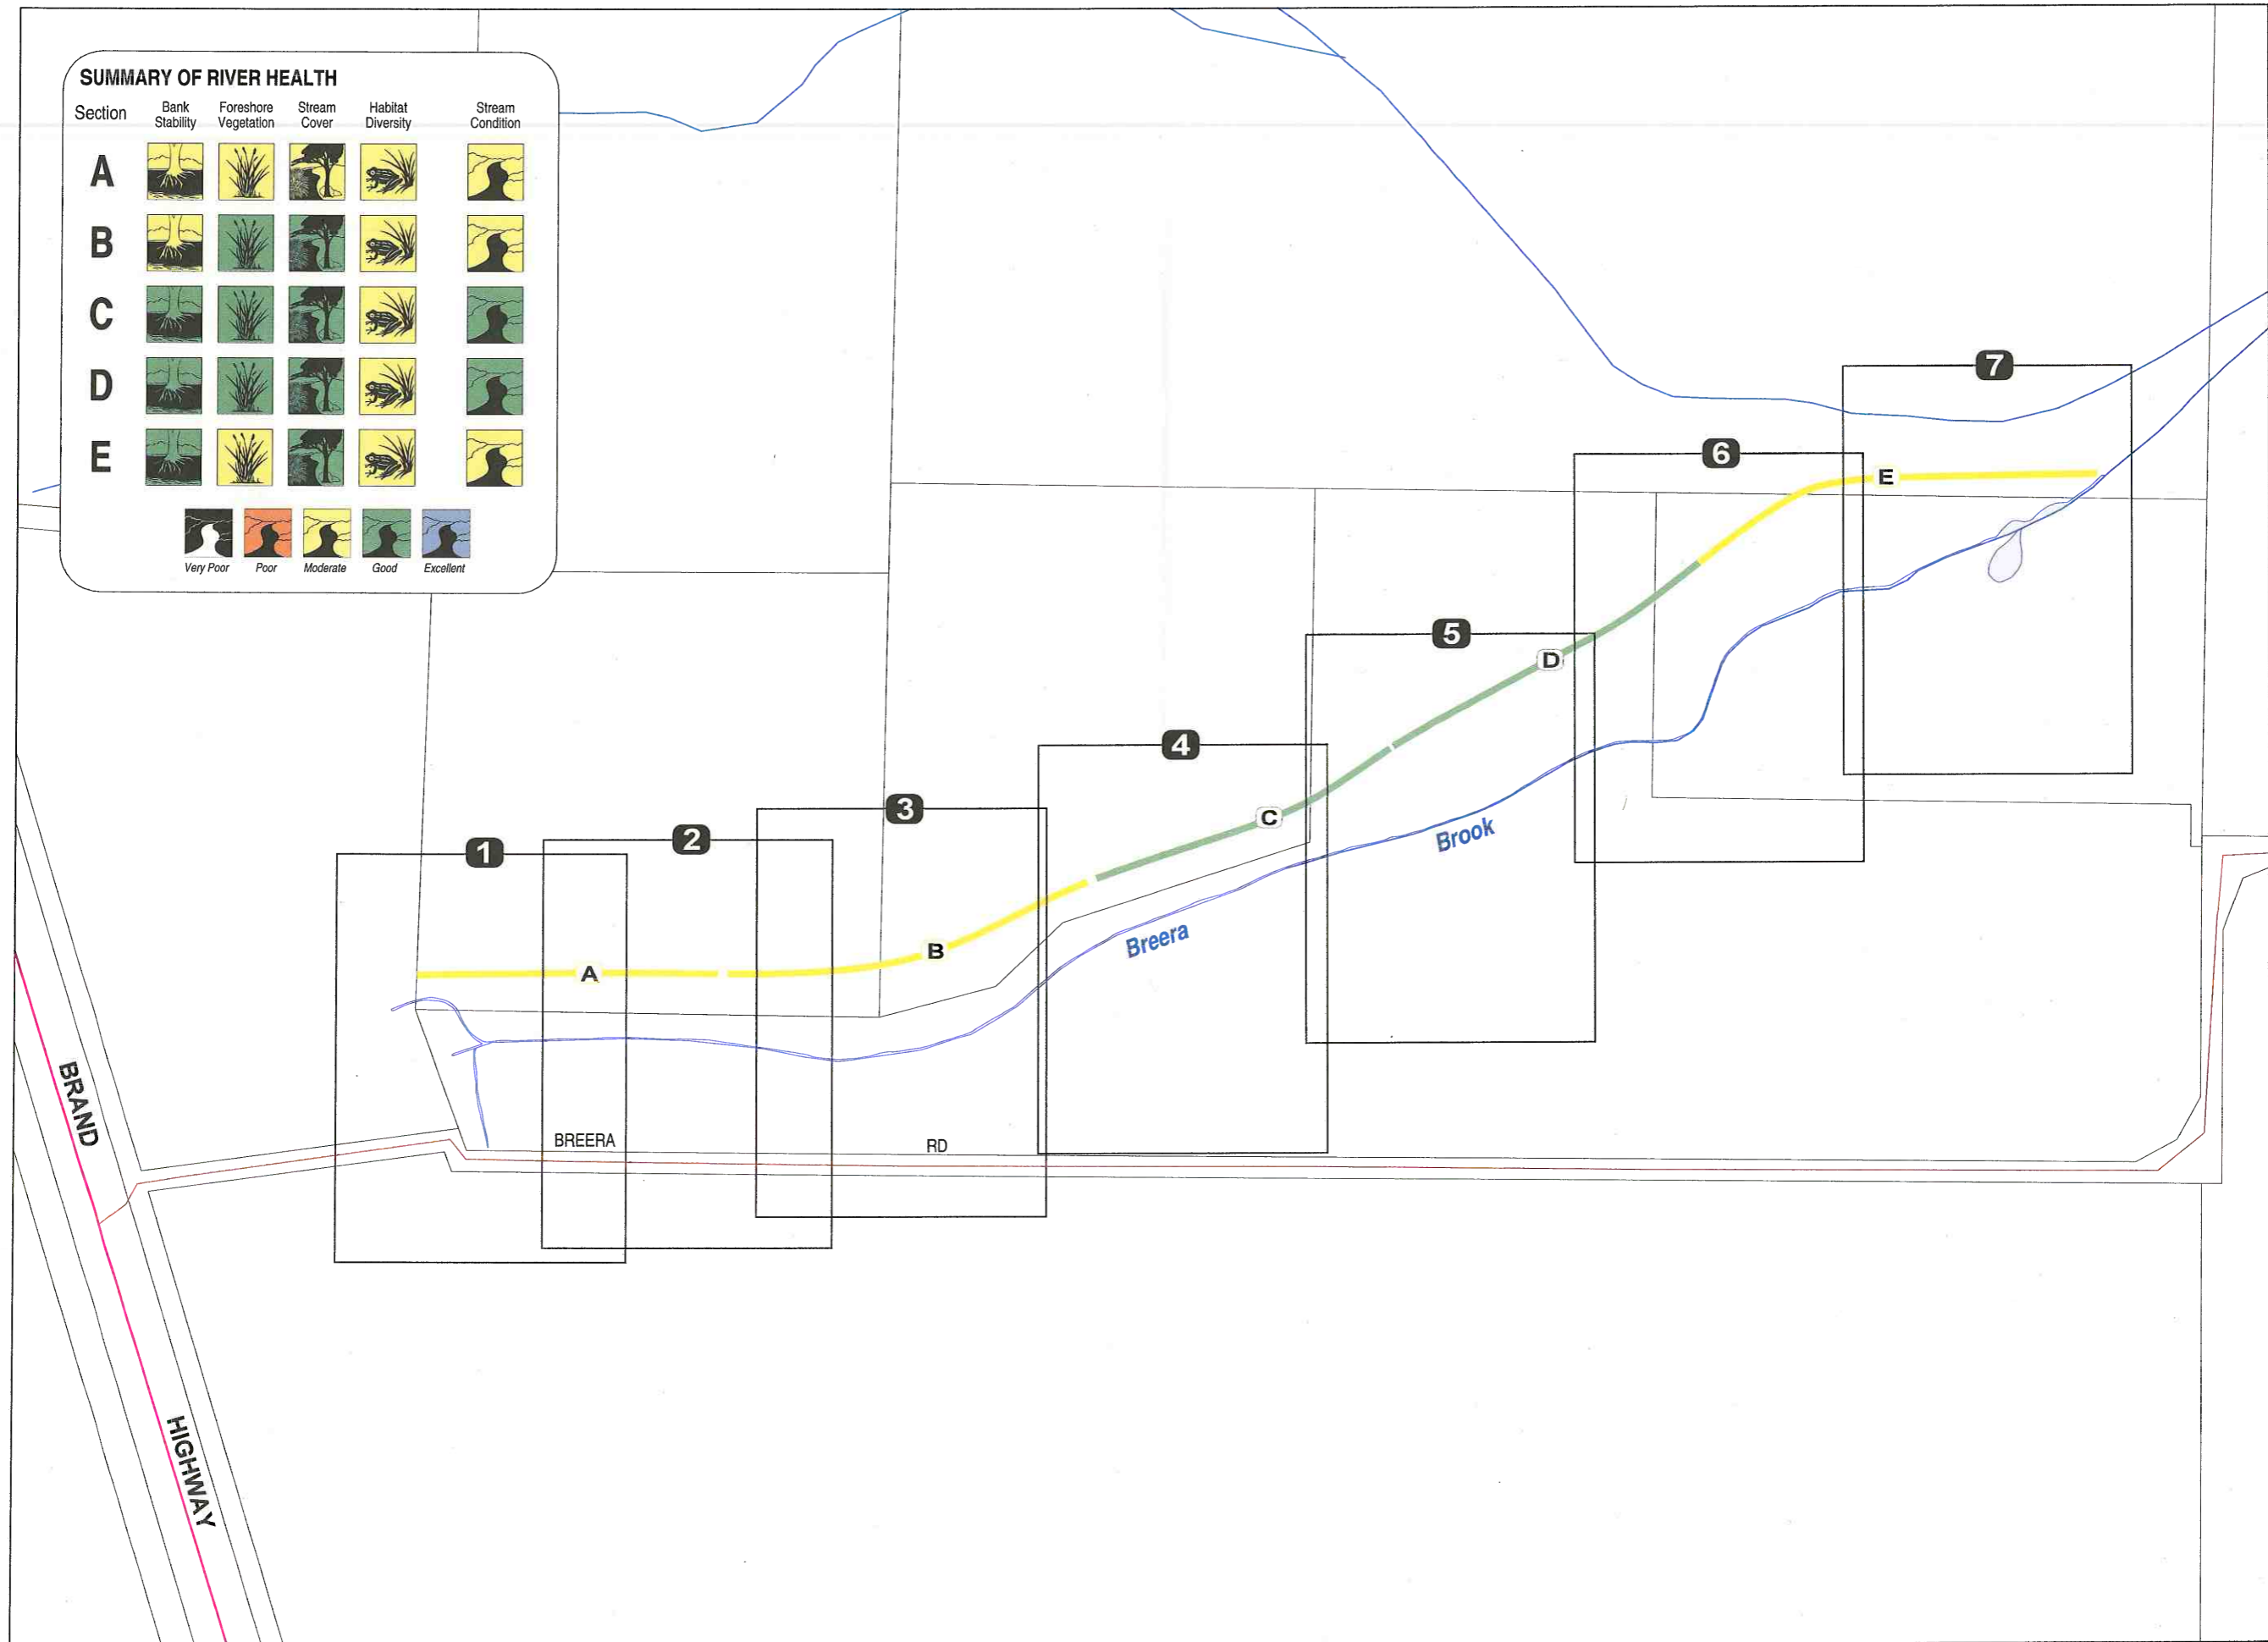 SUMMARY OF RIVER HEALTH
Section
Bank
Stability
Foreshore
Vegetation
Stream
Cover
Habitat
Diversity
Stream
Condition
A
B
C
D
E
Very Poor
Poor
Moderate
Good
Excellent
7
6
E
5
D
4
C
3
2
1
B
A
Brook
Breera
BREERA
RD
BRAND
HIGHWAY